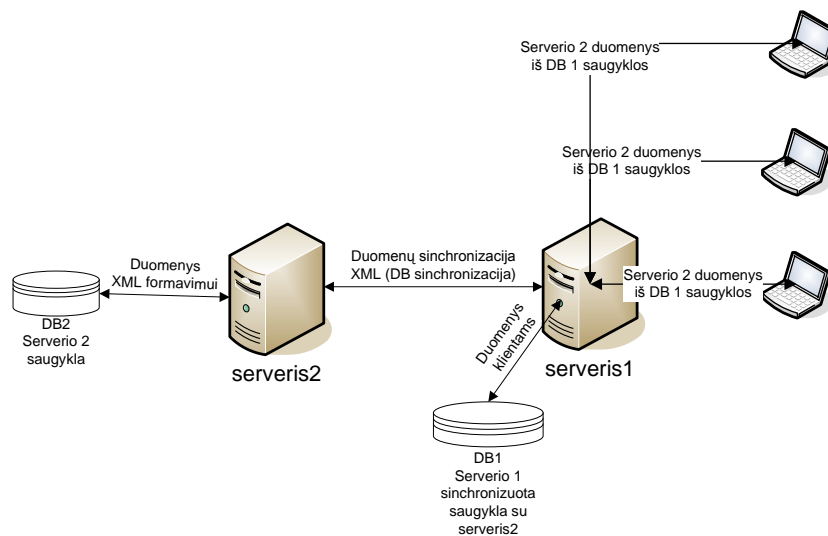 Serverio 2 duomenys
iš DB 1 saugyklos
Serverio 2 duomenys
iš DB 1 saugyklos
Duomenys
XML formavimui
Duomenų sinchronizacija
XML (DB sinchronizacija)
Serverio 2 duomenys
iš DB 1 saugyklos
DB2
Serverio 2
saugykla
serveris2
Duomenys
klientams
serveris1
DB1
Serverio 1
sinchronizuota
saugykla su
serveris2